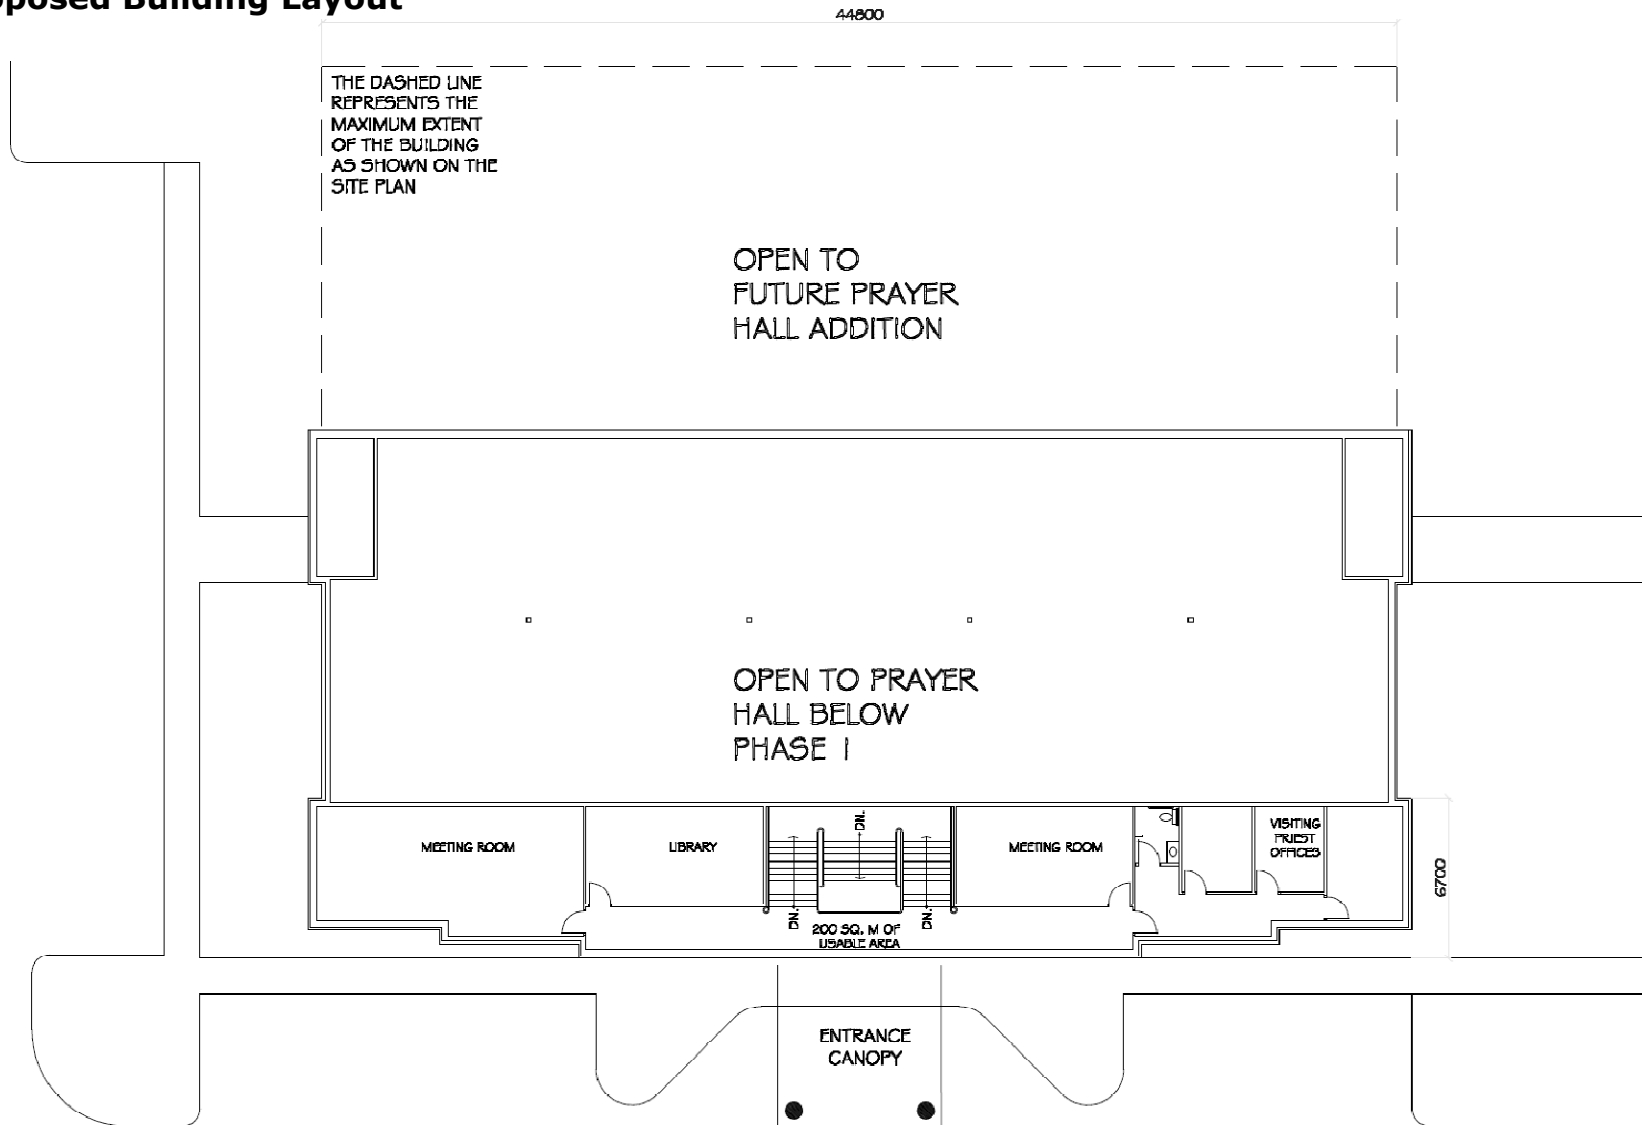 posed Building Layout
44800
THE DASHED LINE
REPRESENTS THE
MAXIMUM EXTENT
OF THE BUILDING
AS SHOWN ON THE
SITE PLAN
OPEN TO
FUTURE PRAYER
HALL ADDITION
OPEN TO PRAYER
HALL BELOW
PHASE 1
MEETING ROOM
LIBRARY
DN.
MEETING ROOM
VISITING
PRIEST
OFFICES
6700
DN.
DN.
200 SQ. M OF
USABLE AREA
ENTRANCE
CANOPY